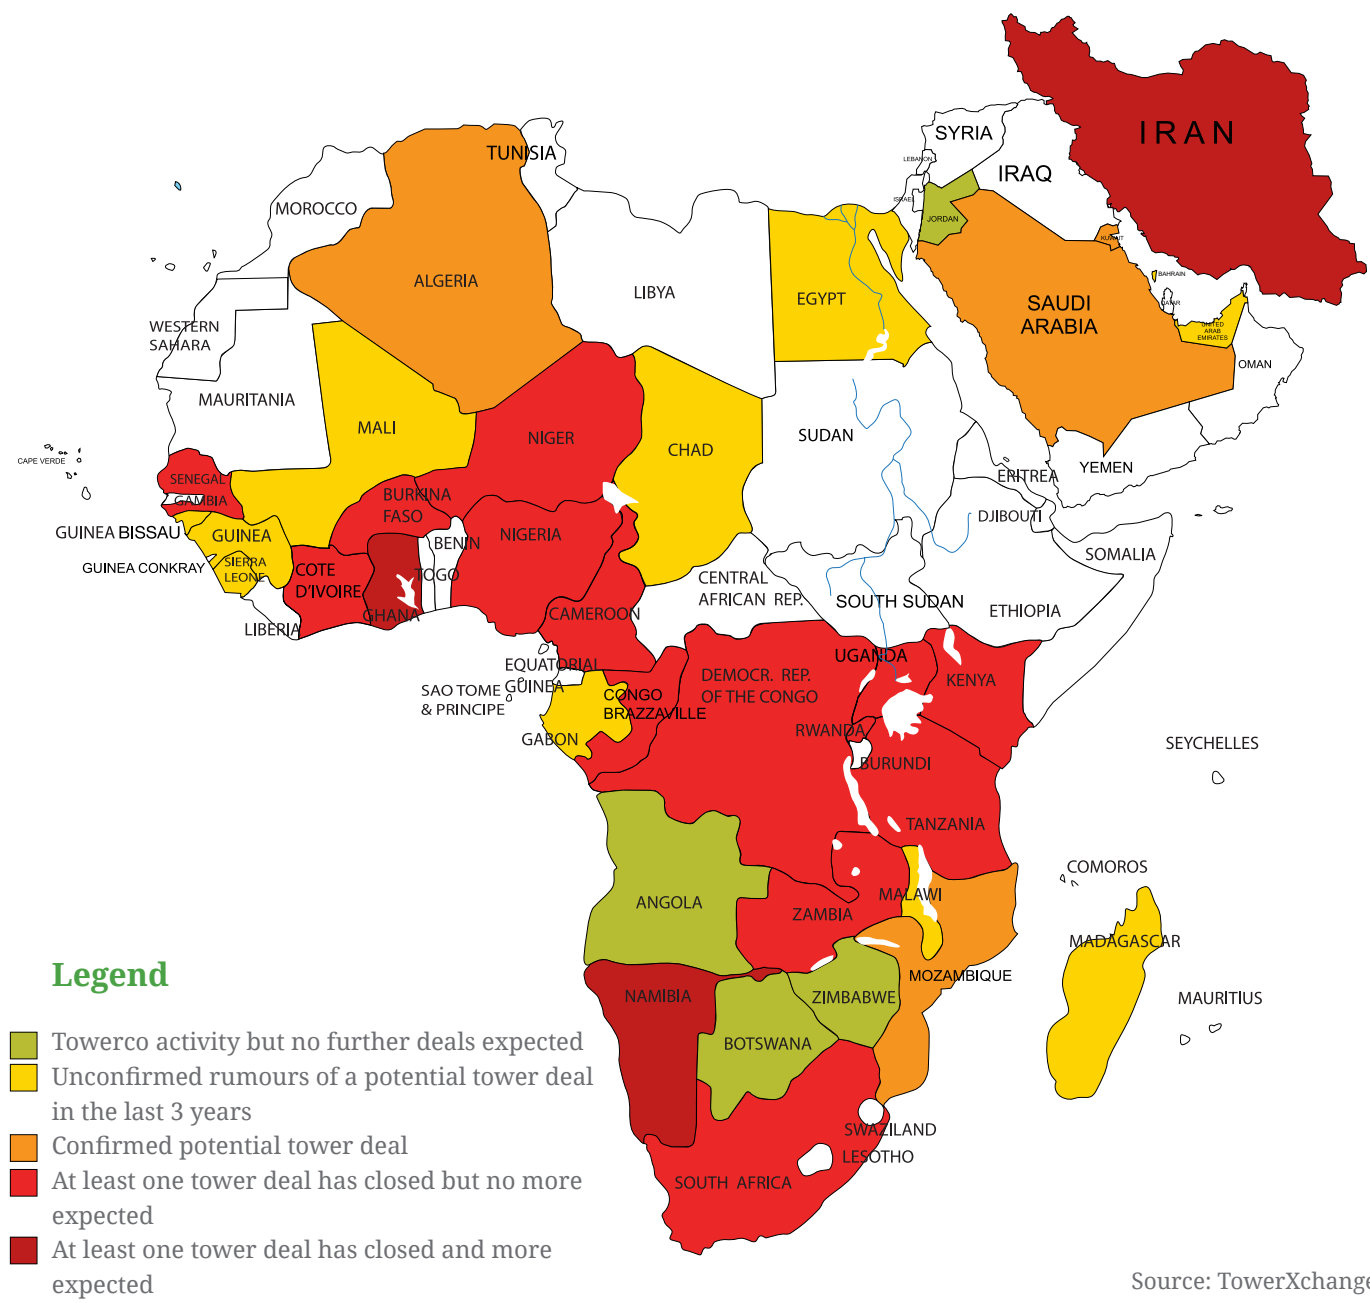 IRAN
SYRIA
LEBANON
IRAQ
ISRAEL
JORDAN
KUWAIT
TUNISIA
MOROCCO
ALGERIA
LIBYA
EGYPT
BAHRAIN
QATAR
SAUDI
ARABIA
UNITED
ARAB
EMIRATES
OMAN
WESTERN
SAHARA
MAURITANIA
MALI
NIGER
CHAD
SUDAN
YEMEN
ERITREA
CAPE VERDE
SENEGAL
GAMBIA
BURKINA
FASO
DJIBOUTI
GUINEA BISSAU
GUINEA
NIGERIA
BENIN
SOMALIA
GUINEA CONKRAY
SIERRA
LEONE
COTE
D'IVOIRE
TOGO
GHANA
CENTRAL
AFRICAN REP.
SOUTH SUDAN
ETHIOPIA
LIBERIA
CAMEROON
EQUATORIAL
GUINEA
UGANDA
KENYA
SAO TOME
& PRINCIPE
CONGO
BRAZZAVILLE
DEMOCR. REP.
OF THE CONGO
GABON
RWANDA
BURUNDI
SEYCHELLES
TANZANIA
COMOROS
ANGOLA
ZAMBIA
MALAWI
MADAGASCAR
MOZAMBIQUE
NAMIBIA
ZIMBABWE
MAURITIUS
BOTSWANA
SWAZILAND
LESOTHO
SOUTH AFRICA
Legend
Towerco activity but no further deals expected
Unconfirmed rumours of a potential tower deal
in the last 3 years
Confirmed potential tower deal
At least one tower deal has closed but no more
expected
At least one tower deal has closed and more
expected
Source: TowerXchange